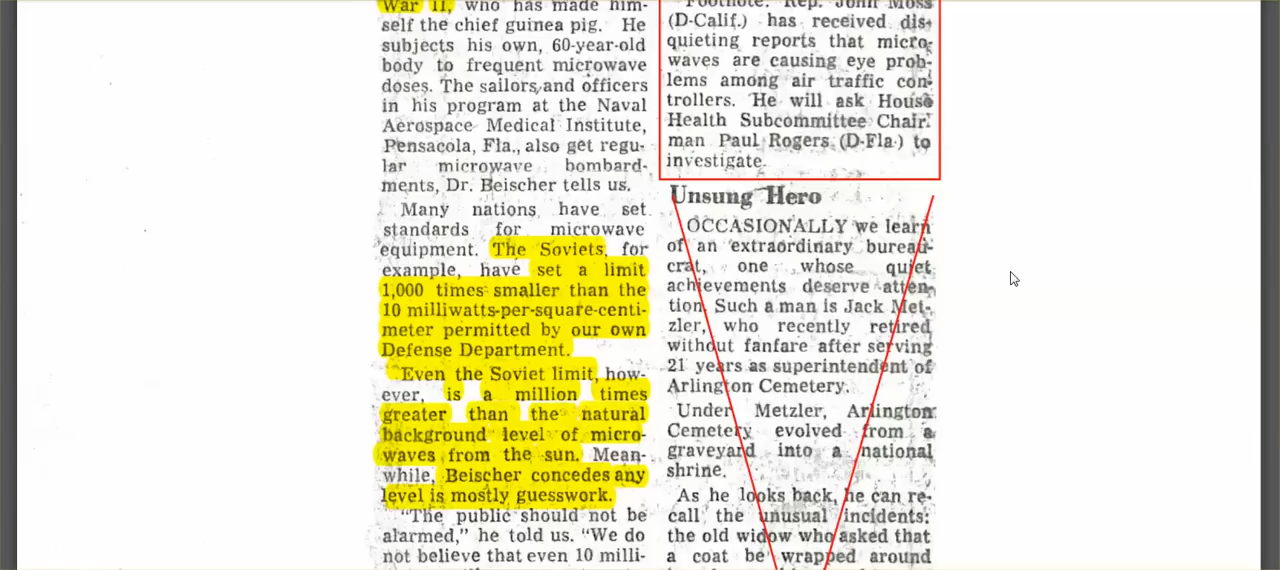 War II, who has made him-
self the chief guinea pig. He
subjects his own, 60-year-old
body to frequent microwave
doses. The sailors and officers
in his program at the Naval
Aerospace Medical Institute,
Pensacola, Fla., also get regu-
lar microwave bombard-
ments, Dr. Beischer tells us.
Many nations have set
standards for microwave
equipment. The Soviets, for
example, have set a limit
1,000 times smaller than the
10 milliwatts-per-square-centi-
meter permitted by our own
Defense Department.
Even the Soviet limit, how-
ever, is a million times
greater than the natural
background level of micro-
waves from the sun. Mean-
while, Beischer concedes any
level is mostly guesswork.
"The public should not be
alarmed," he told us. "We do
not believe that even 10 milli-
Footnote: Rep. John Moss
(D-Calif.) has received dis-
quieting reports that micro-
waves are causing eye prob-
lems among air traffic con-
trollers. He will ask House
Health Subcommittee Chair-
man Paul Rogers (D-Fla.) to
investigate.
Unsung Hero
OCCASIONALLY we learn
of an extraordinary bureau-
crat, one whose quiet
achievements deserve atten-
tion. Such a man is Jack Met-
zler, who recently retired
without fanfare after serving
21 years as superintendent of
Arlington Cemetery.
Under Metzler, Arlington
Cemetery evolved from a
graveyard into a national
shrine.
As he looks back, he can re-
call the unusual incidents:
the old widow who asked that
a coat be wrapped around